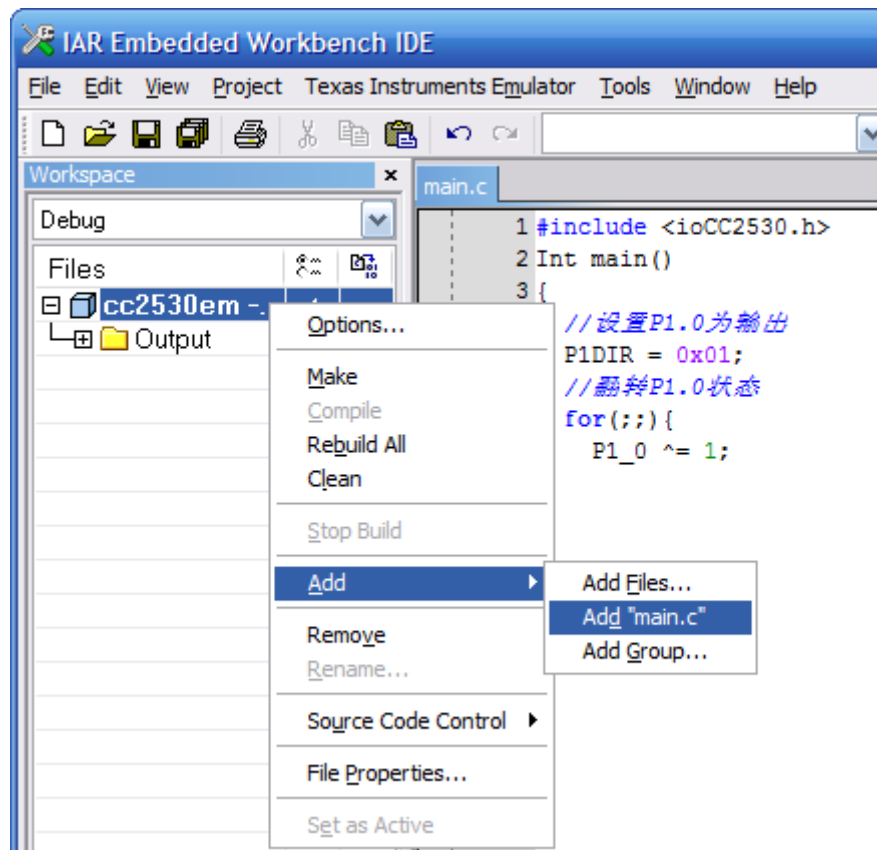 IAR Embedded Workbench IDE
File Edit View Project Texas Instruments Emulator Tools Window Help
Workspace
Debug
Files
cc2530em -.
Output
main.c
1 #include <ioCC2530.h>
2 Int main()
3 {
//设置P1.0为输出
P1DIR = 0x01;
//翻转P1.0状态
for(;;){
P1_0 ^= 1;
Options...
Make
Compile
Rebuild All
Clean
Stop Build
Add
Remove
Rename...
Source Code Control
File Properties...
Set as Active
Add Files...
Add "main.c"
Add Group...